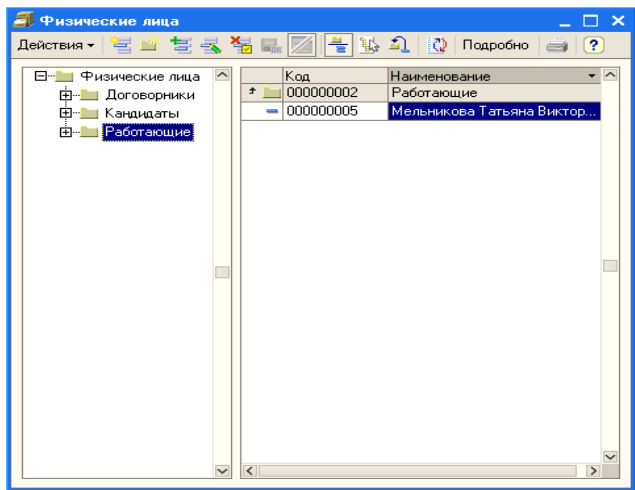 Физические лица
Действия Подробно ?
Физические лица
Договорники
Кандидаты
Работающие
Код Наименование
000000002 Работающие
000000005 Мельникова Татьяна Виктор...